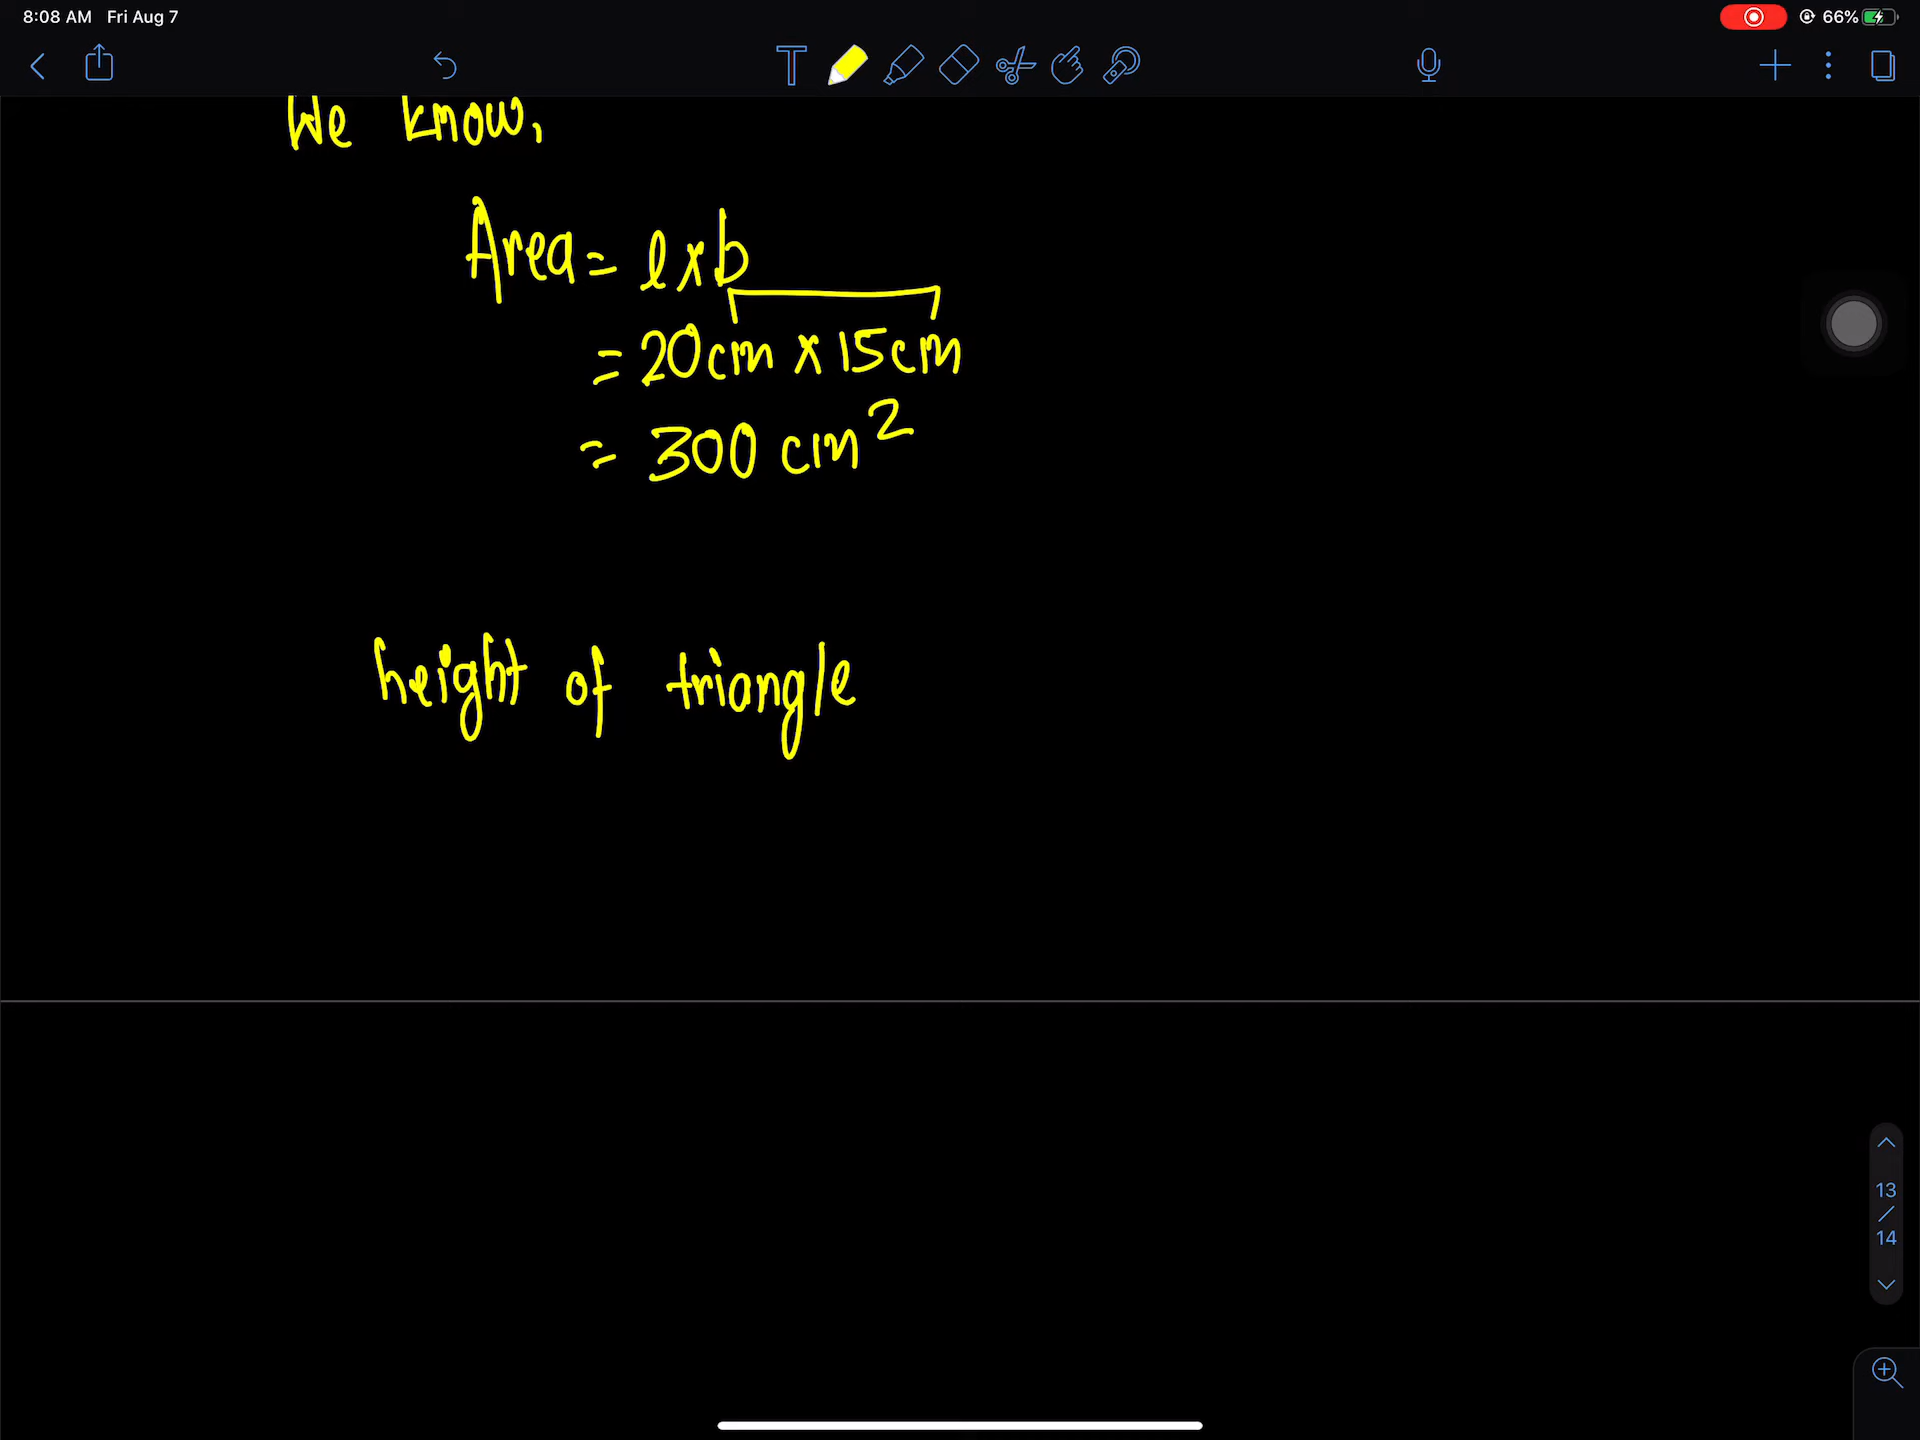 8:08 AM Fri Aug 7
66%
We know,
Area = l x b
= 20cm x 15cm
= 300 cm²
height of triangle
13
/
14